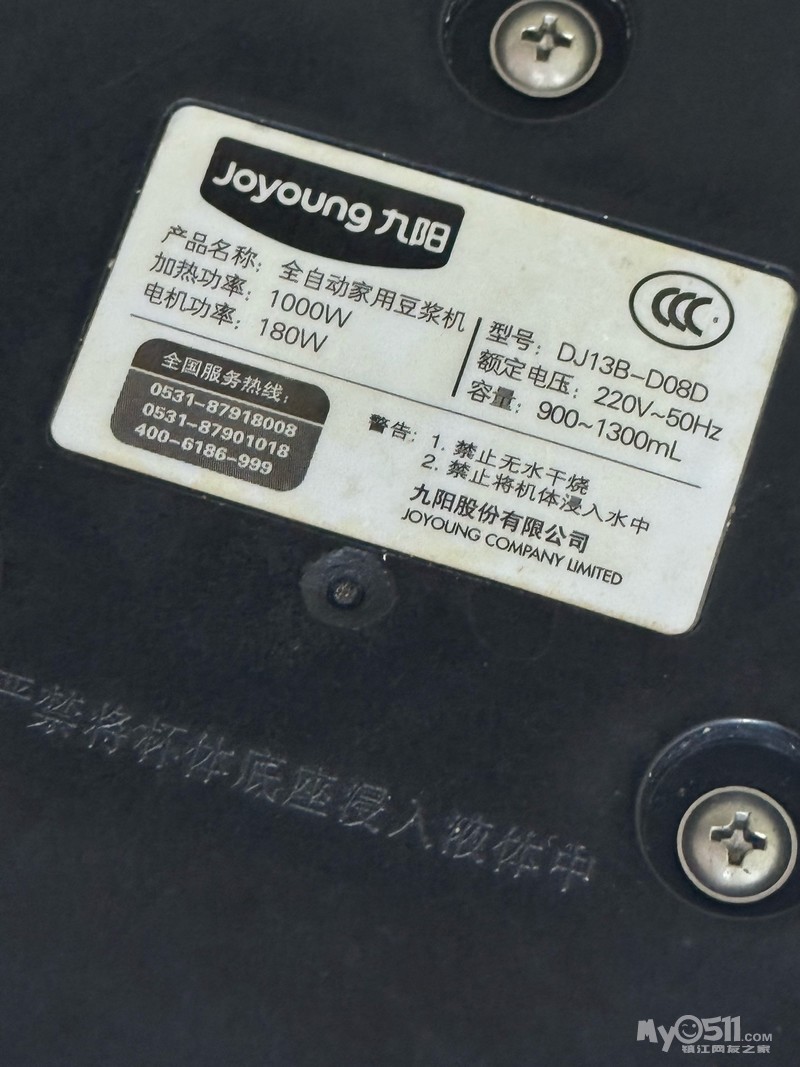 Joyoung 九阳
产品名称：全自动家用豆浆机
加热功率：1000W
电机功率：180W
型号：DJ13B-D08D
额定电压：220V~50Hz
容量：900~1300mL
CCC
全国服务热线：
0531-87918008
0531-87901018
400-6186-999
警告：1. 禁止无水干烧
2. 禁止将机体浸入水中
九阳股份有限公司
JOYOUNG COMPANY LIMITED
严禁将杯体底座浸入液体中
My0511.COM
镇江网友之家